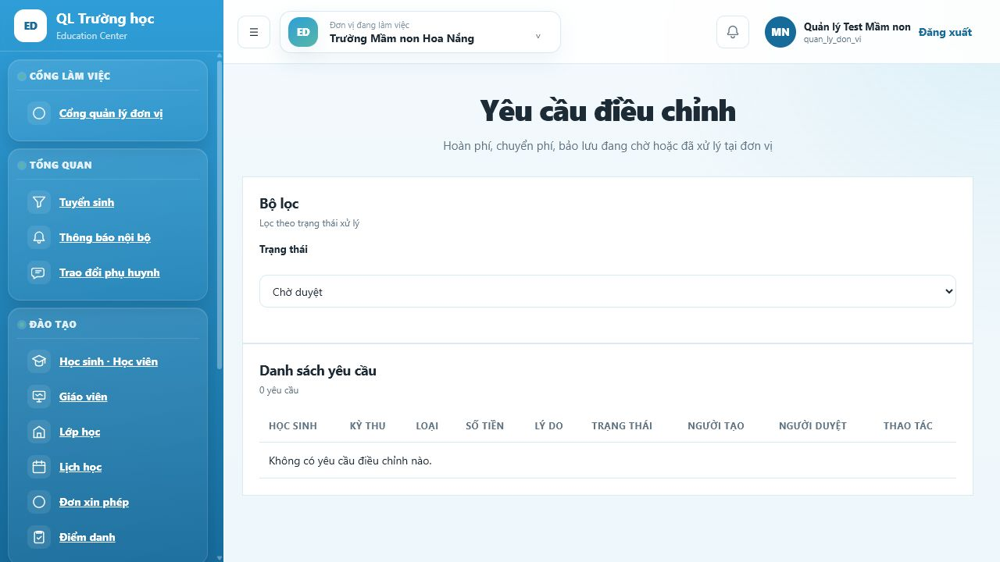 ED
QL Trường học
Education Center
CỔNG LÀM VIỆC
Cổng quản lý đơn vị
TỔNG QUAN
Tuyển sinh
Thông báo nội bộ
Trao đổi phụ huynh
ĐÀO TẠO
Học sinh · Học viên
Giáo viên
Lớp học
Lịch học
Đơn xin phép
Điểm danh
ED
Đơn vị đang làm việc
Trường Mầm non Hoa Nắng
MN
Quản lý Test Mầm non
quan_ly_don_vi
Đăng xuất
Yêu cầu điều chỉnh
Hoàn phí, chuyển phí, bảo lưu đang chờ hoặc đã xử lý tại đơn vị
Bộ lọc
Lọc theo trạng thái xử lý
Trạng thái
Chờ duyệt
Danh sách yêu cầu
0 yêu cầu
HỌC SINH KỲ THU LOẠI SỐ TIỀN LÝ DO TRẠNG THÁI NGƯỜI TẠO NGƯỜI DUYỆT THAO TÁC
Không có yêu cầu điều chỉnh nào.